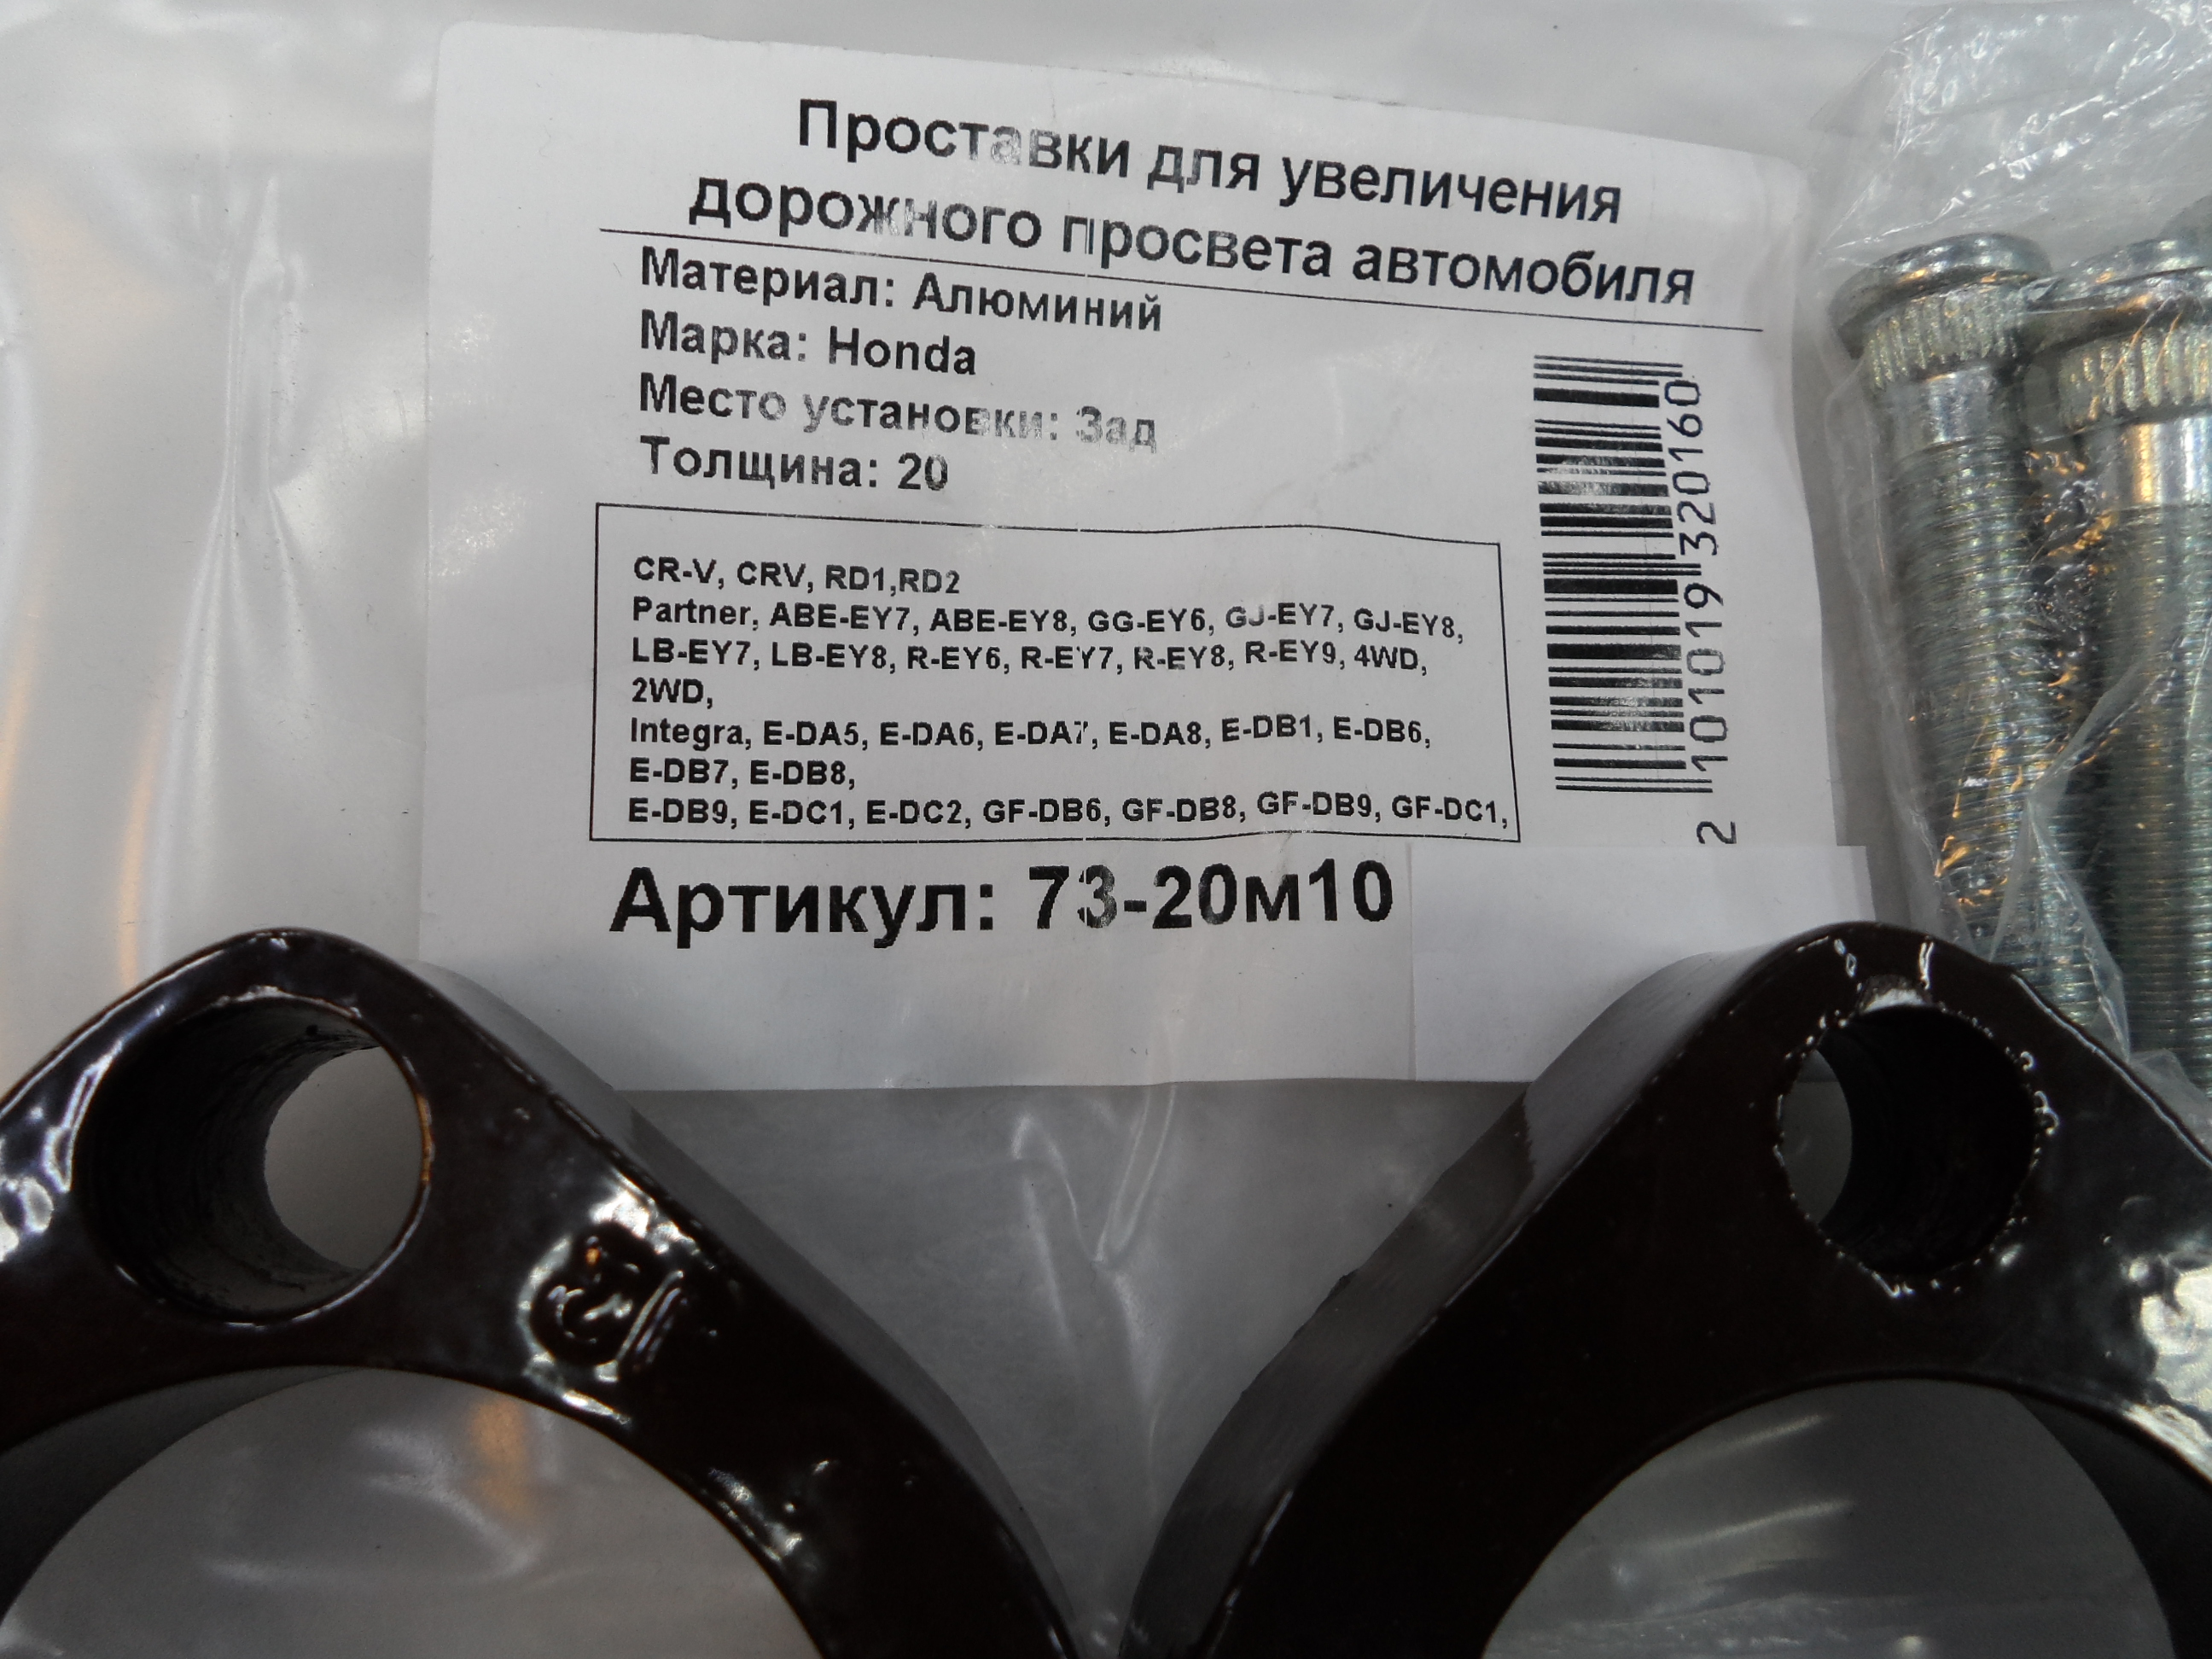 Проставки для увеличения
дорожного просвета автомобиля
Материал: Алюминий
Марка: Honda
Место установки: Зад
Толщина: 20
CR-V, CRV, RD1,RD2
Partner, ABE-EY7, ABE-EY8, GG-EY6, GJ-EY7, GJ-EY8,
LB-EY7, LB-EY8, R-EY6, R-EY7, R-EY8, R-EY9, 4WD,
2WD,
Integra, E-DA5, E-DA6, E-DA7, E-DA8, E-DB1, E-DB6,
E-DB7, E-DB8,
E-DB9, E-DC1, E-DC2, GF-DB6, GF-DB8, GF-DB9, GF-DC1,
Артикул: 73-20м10
2 101019 320160